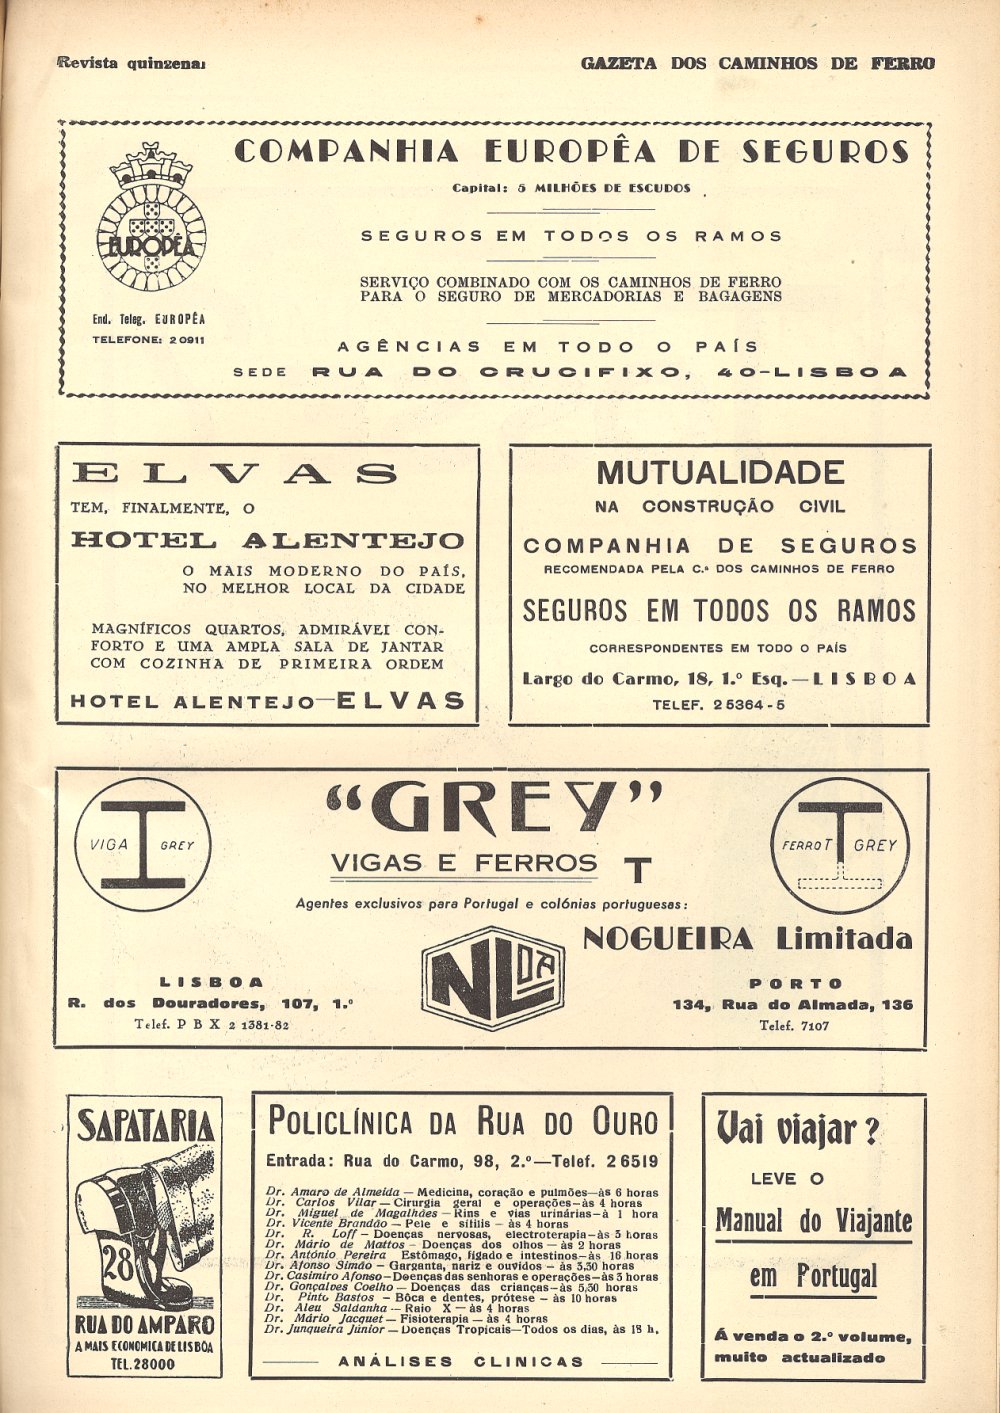 Revista quinzenal
GAZETA DOS CAMINHOS DE FERRO
COMPANHIA EUROPÊA DE SEGUROS
Capital: 5 MILHÕES DE ESCUDOS
SEGUROS EM TODOS OS RAMOS
SERVIÇO COMBINADO COM OS CAMINHOS DE FERRO
PARA O SEGURO DE MERCADORIAS E BAGAGENS
AGÊNCIAS EM TODO O PAÍS
SEDE RUA DO CRUCIFIXO, 40-LISBOA
EUROPÊA
End. Teleg. EUROPÊA
TELEFONE: 20911
ELVAS
TEM, FINALMENTE, O
HOTEL ALENTEJO
O MAIS MODERNO DO PAÍS,
NO MELHOR LOCAL DA CIDADE
MAGNÍFICOS QUARTOS, ADMIRÁVEI CON-
FORTO E UMA AMPLA SALA DE JANTAR
COM COZINHA DE PRIMEIRA ORDEM
HOTEL ALENTEJO—ELVAS
MUTUALIDADE
NA CONSTRUÇÃO CIVIL
COMPANHIA DE SEGUROS
RECOMENDADA PELA C.ª DOS CAMINHOS DE FERRO
SEGUROS EM TODOS OS RAMOS
CORRESPONDENTES EM TODO O PAÍS
Largo do Carmo, 18, 1.º Esq.—LISBOA
TELEF. 25364-5
VIGA GREY
"GREY"
VIGAS E FERROS T
FERRO T GREY
Agentes exclusivos para Portugal e colónias portuguesas:
NOGUEIRA Limitada
NLDA
LISBOA
R. dos Douradores, 107, 1.º
Telef. P B X 2 1381-82
PORTO
134, Rua do Almada, 136
Telef. 7107
SAPATARIA
28
RUA DO AMPARO
A MAIS ECONOMICA DE LISBOA
TEL. 28000
POLICLÍNICA DA RUA DO OURO
Entrada: Rua do Carmo, 98, 2.º—Telef. 26519
Dr. Amaro de Almeida — Medicina, coração e pulmões—às 6 horas
Dr. Carlos Vilar — Cirurgia geral e operações—às 4 horas
Dr. Miguel de Magalhães — Rins e vias urinárias—à 1 hora
Dr. Vicente Brandão — Pele e sífilis — às 4 horas
Dr. R. Loff — Doenças nervosas, electroterapia—às 5 horas
Dr. Mário de Mattos - Doenças dos olhos — às 2 horas
Dr. António Pereira Estômago, fígado e intestinos—às 16 horas
Dr. Afonso Simão — Garganta, nariz e ouvidos — às 3,30 horas
Dr. Casimiro Afonso—Doenças das senhoras e operações—às 3 horas
Dr. Gonçalves Coelho — Doenças das crianças—às 5,30 horas
Dr. Pinto Bastos — Bôca e dentes, prótese — às 10 horas
Dr. Aleu Saldanha — Raio X — às 4 horas
Dr. Mário Jacquet — Fisioterapia — às 4 horas
Dr. Junqueira Júnior—Doenças Tropicais—Todos os dias, às 18 h.
ANÁLISES CLINICAS
Vai viajar?
LEVE O
Manual do Viajante
em Portugal
Á venda o 2.º volume,
muito actualizado